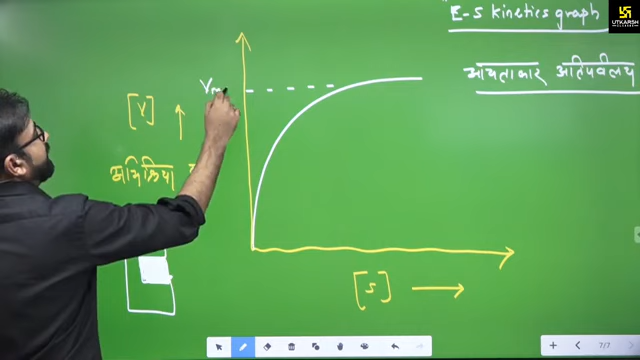 UTKARSH
E-S kinetics graph
आयताकार अतिपरवलय
Vm
[V] ↑
अभिक्रिया
[S] →
7/7